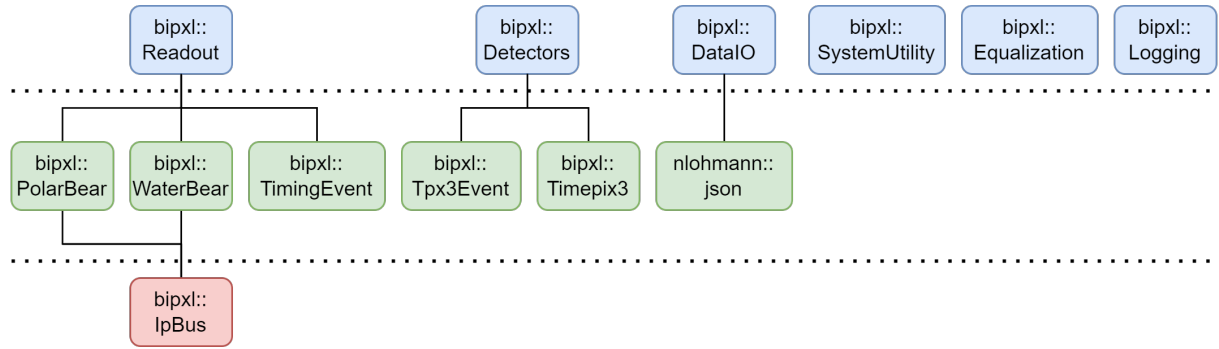 bipxl::
Readout
bipxl::
Detectors
bipxl::
DataIO
bipxl::
SystemUtility
bipxl::
Equalization
bipxl::
Logging
bipxl::
PolarBear
bipxl::
WaterBear
bipxl::
TimingEvent
bipxl::
Tpx3Event
bipxl::
Timepix3
nlohmann::
json
bipxl::
IpBus